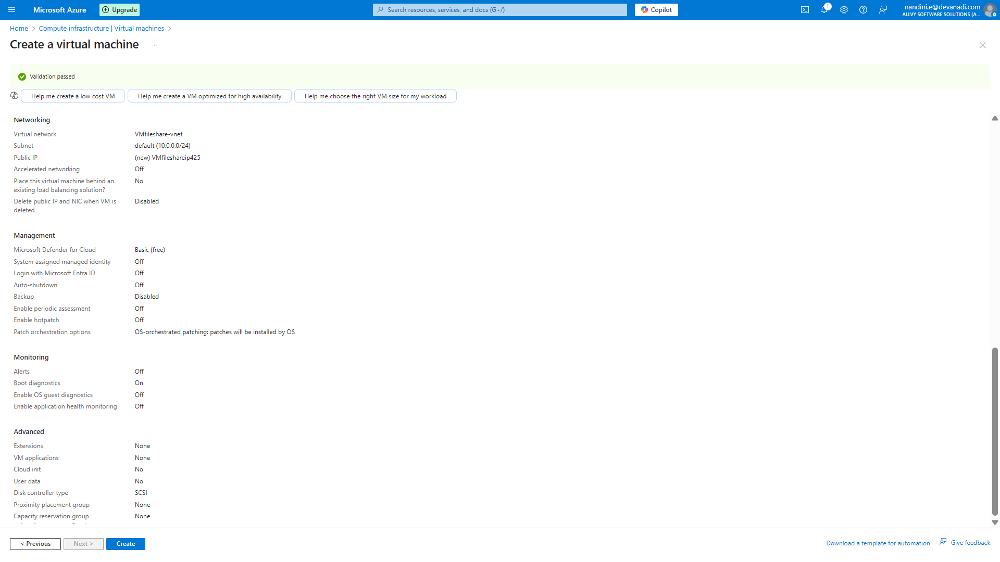 Microsoft Azure
Upgrade
Search resources, services, and docs (G+/)
Copilot
1
nandini.e@devanadi.com
ALLVY SOFTWARE SOLUTIONS (A...
Home > Compute infrastructure | Virtual machines >
Create a virtual machine ...
Validation passed
Help me create a low cost VM
Help me create a VM optimized for high availability
Help me choose the right VM size for my workload
Networking
Virtual network VMfileshare-vnet
Subnet default (10.0.0.0/24)
Public IP (new) VMfileshareip425
Accelerated networking Off
Place this virtual machine behind an No
existing load balancing solution?
Delete public IP and NIC when VM is Disabled
deleted
Management
Microsoft Defender for Cloud Basic (free)
System assigned managed identity Off
Login with Microsoft Entra ID Off
Auto-shutdown Off
Backup Disabled
Enable periodic assessment Off
Enable hotpatch Off
Patch orchestration options OS-orchestrated patching: patches will be installed by OS
Monitoring
Alerts Off
Boot diagnostics On
Enable OS guest diagnostics Off
Enable application health monitoring Off
Advanced
Extensions None
VM applications None
Cloud init No
User data No
Disk controller type SCSI
Proximity placement group None
Capacity reservation group None
< Previous
Next >
Create
Download a template for automation
Give feedback